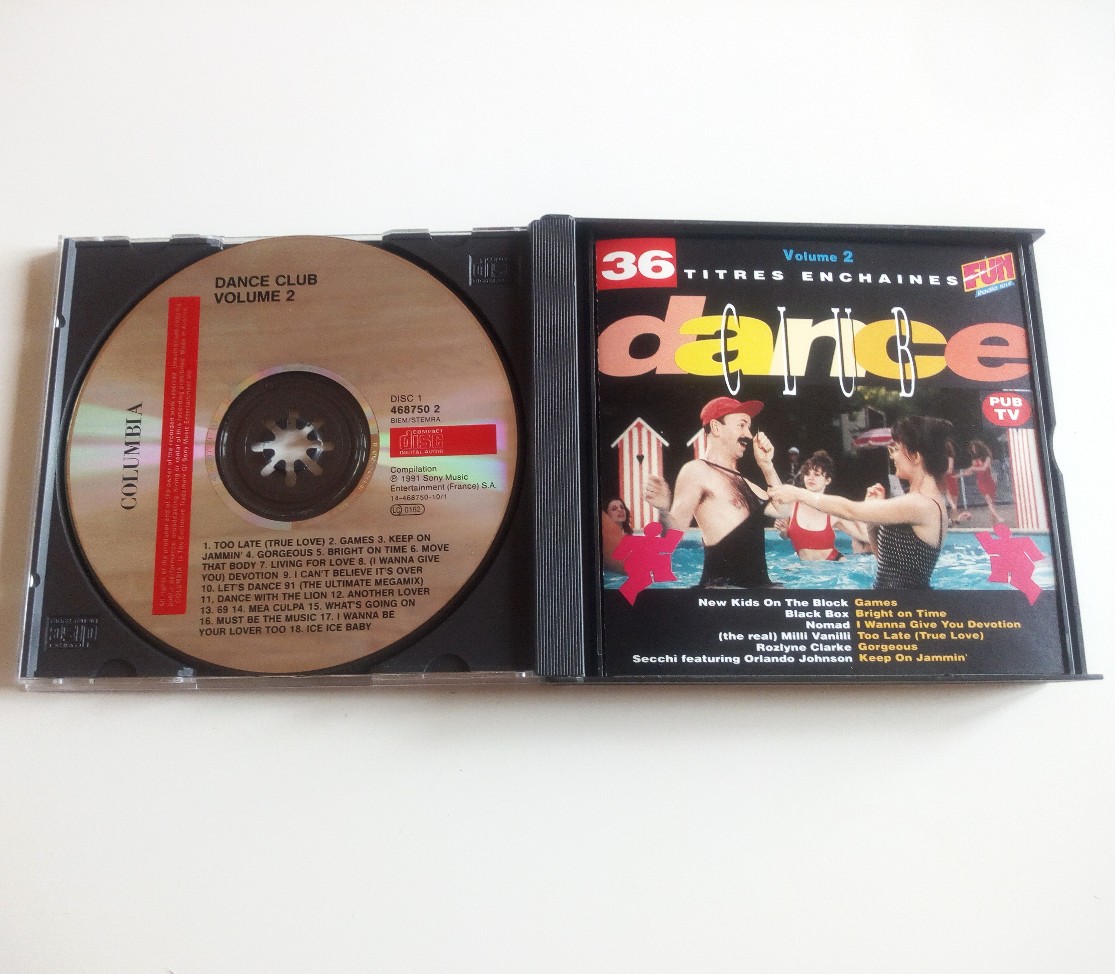 DANCE CLUB
VOLUME 2
COLUMBIA
DISC 1
468750 2
BIEM/STEMRA
COMPACT
disc
DIGITAL AUDIO
Compilation
℗ 1991 Sony Music
Entertainment (France) S.A.
14-468750-10/1
LC 0162
1. TOO LATE (TRUE LOVE) 2. GAMES 3. KEEP ON
JAMMIN' 4. GORGEOUS 5. BRIGHT ON TIME 6. MOVE
THAT BODY 7. LIVING FOR LOVE 8. (I WANNA GIVE
YOU) DEVOTION 9. I CAN'T BELIEVE IT'S OVER
10. LET'S DANCE 91 (THE ULTIMATE MEGAMIX)
11, DANCE WITH THE LION 12. ANOTHER LOVER
13. 69 14. MEA CULPA 15. WHAT'S GOING ON
16. MUST BE THE MUSIC 17. I WANNA BE
YOUR LOVER TOO 18. ICE ICE BABY
36
Volume 2
TITRES ENCHAINES
FUN
Radio
dance
CLUB
PUB
TV
New Kids On The Block Games
Black Box Bright on Time
Nomad I Wanna Give You Devotion
(the real) Milli Vanilli Too Late (True Love)
Rozlyne Clarke Gorgeous
Secchi featuring Orlando Johnson Keep On Jammin'